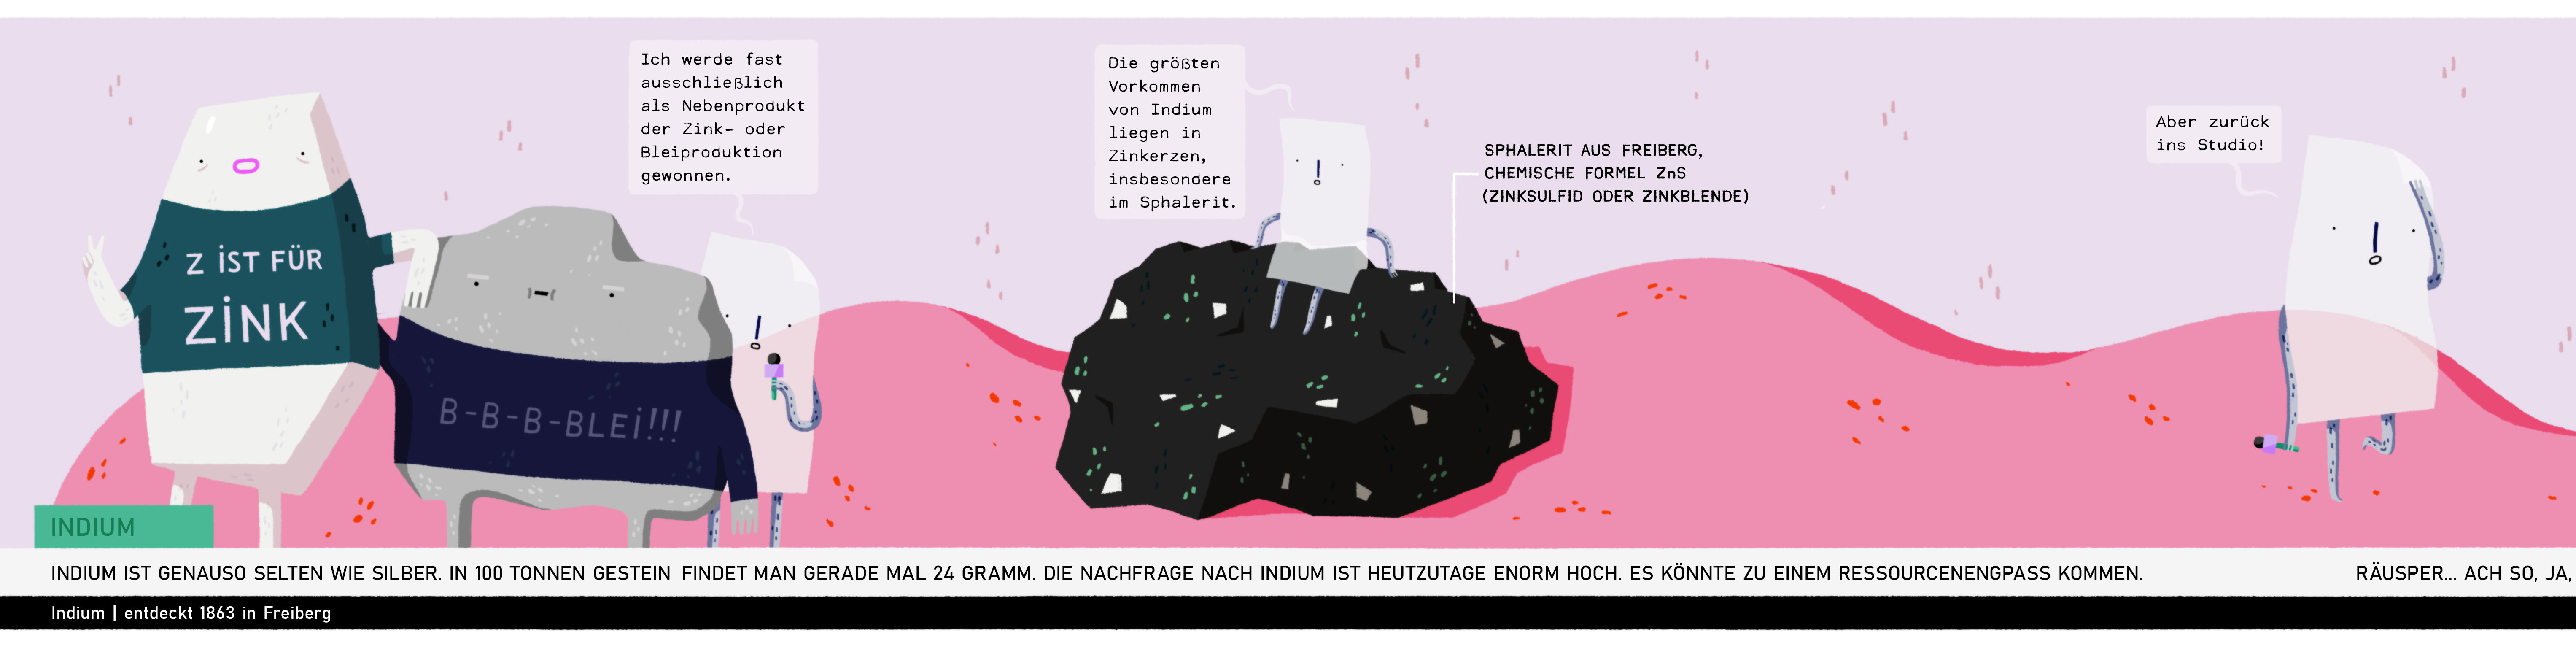 Ich werde fast
ausschließlich
als Nebenprodukt
der Zink- oder
Bleiproduktion
gewonnen.
Die größten
Vorkommen
von Indium
liegen in
Zinkerzen,
insbesondere
im Sphalerit.
SPHALERIT AUS FREIBERG,
CHEMISCHE FORMEL ZnS
(ZINKSULFID ODER ZINKBLENDE)
Aber zurück
ins Studio!
Z iST FÜR
ZiNK
B-B-B-BLEi!!!
INDIUM
INDIUM IST GENAUSO SELTEN WIE SILBER. IN 100 TONNEN GESTEIN FINDET MAN GERADE MAL 24 GRAMM. DIE NACHFRAGE NACH INDIUM IST HEUTZUTAGE ENORM HOCH. ES KÖNNTE ZU EINEM RESSOURCENENGPASS KOMMEN. RÄUSPER... ACH SO, JA,
Indium | entdeckt 1863 in Freiberg